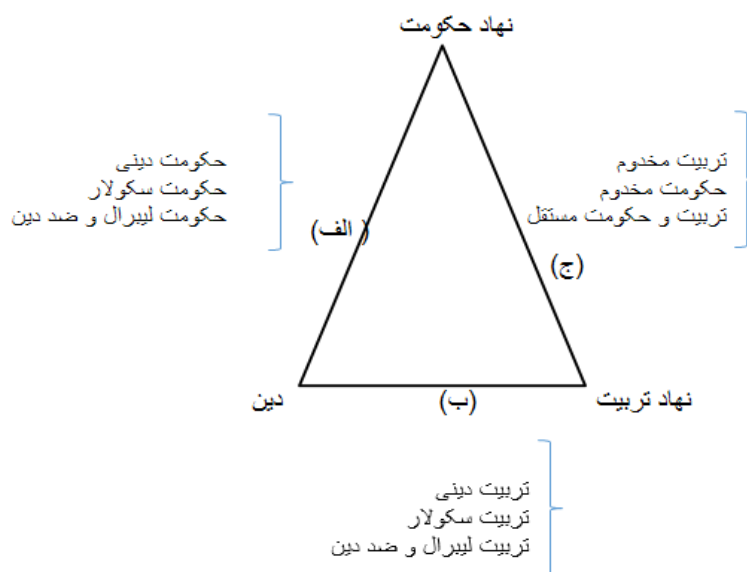 نهاد حکومت
حکومت دینی
حکومت سکولار
حکومت لیبرال و ضد دین
(الف)
تربیت مخدوم
حکومت مخدوم
تربیت و حکومت مستقل
(ج)
دین
(ب)
نهاد تربیت
تربیت دینی
تربیت سکولار
تربیت لیبرال و ضد دین